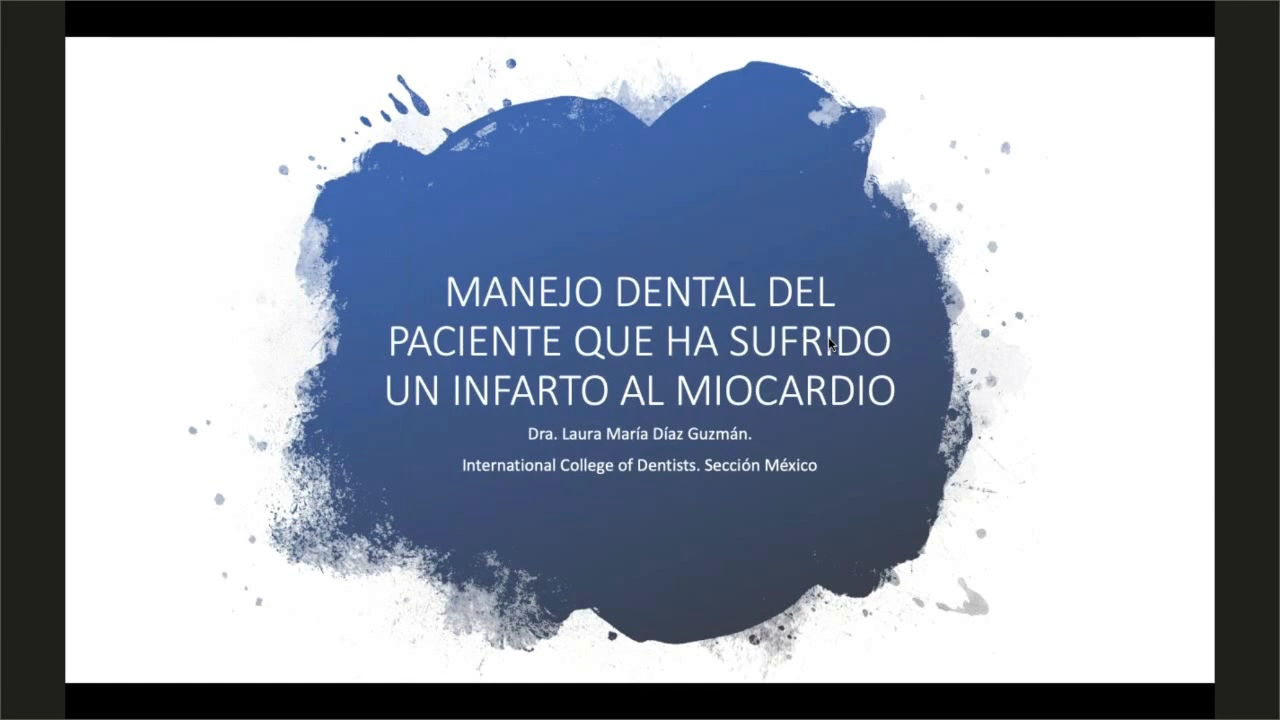 MANEJO DENTAL DEL
PACIENTE QUE HA SUFRIDO
UN INFARTO AL MIOCARDIO
Dra. Laura María Díaz Guzmán.
International College of Dentists. Sección México